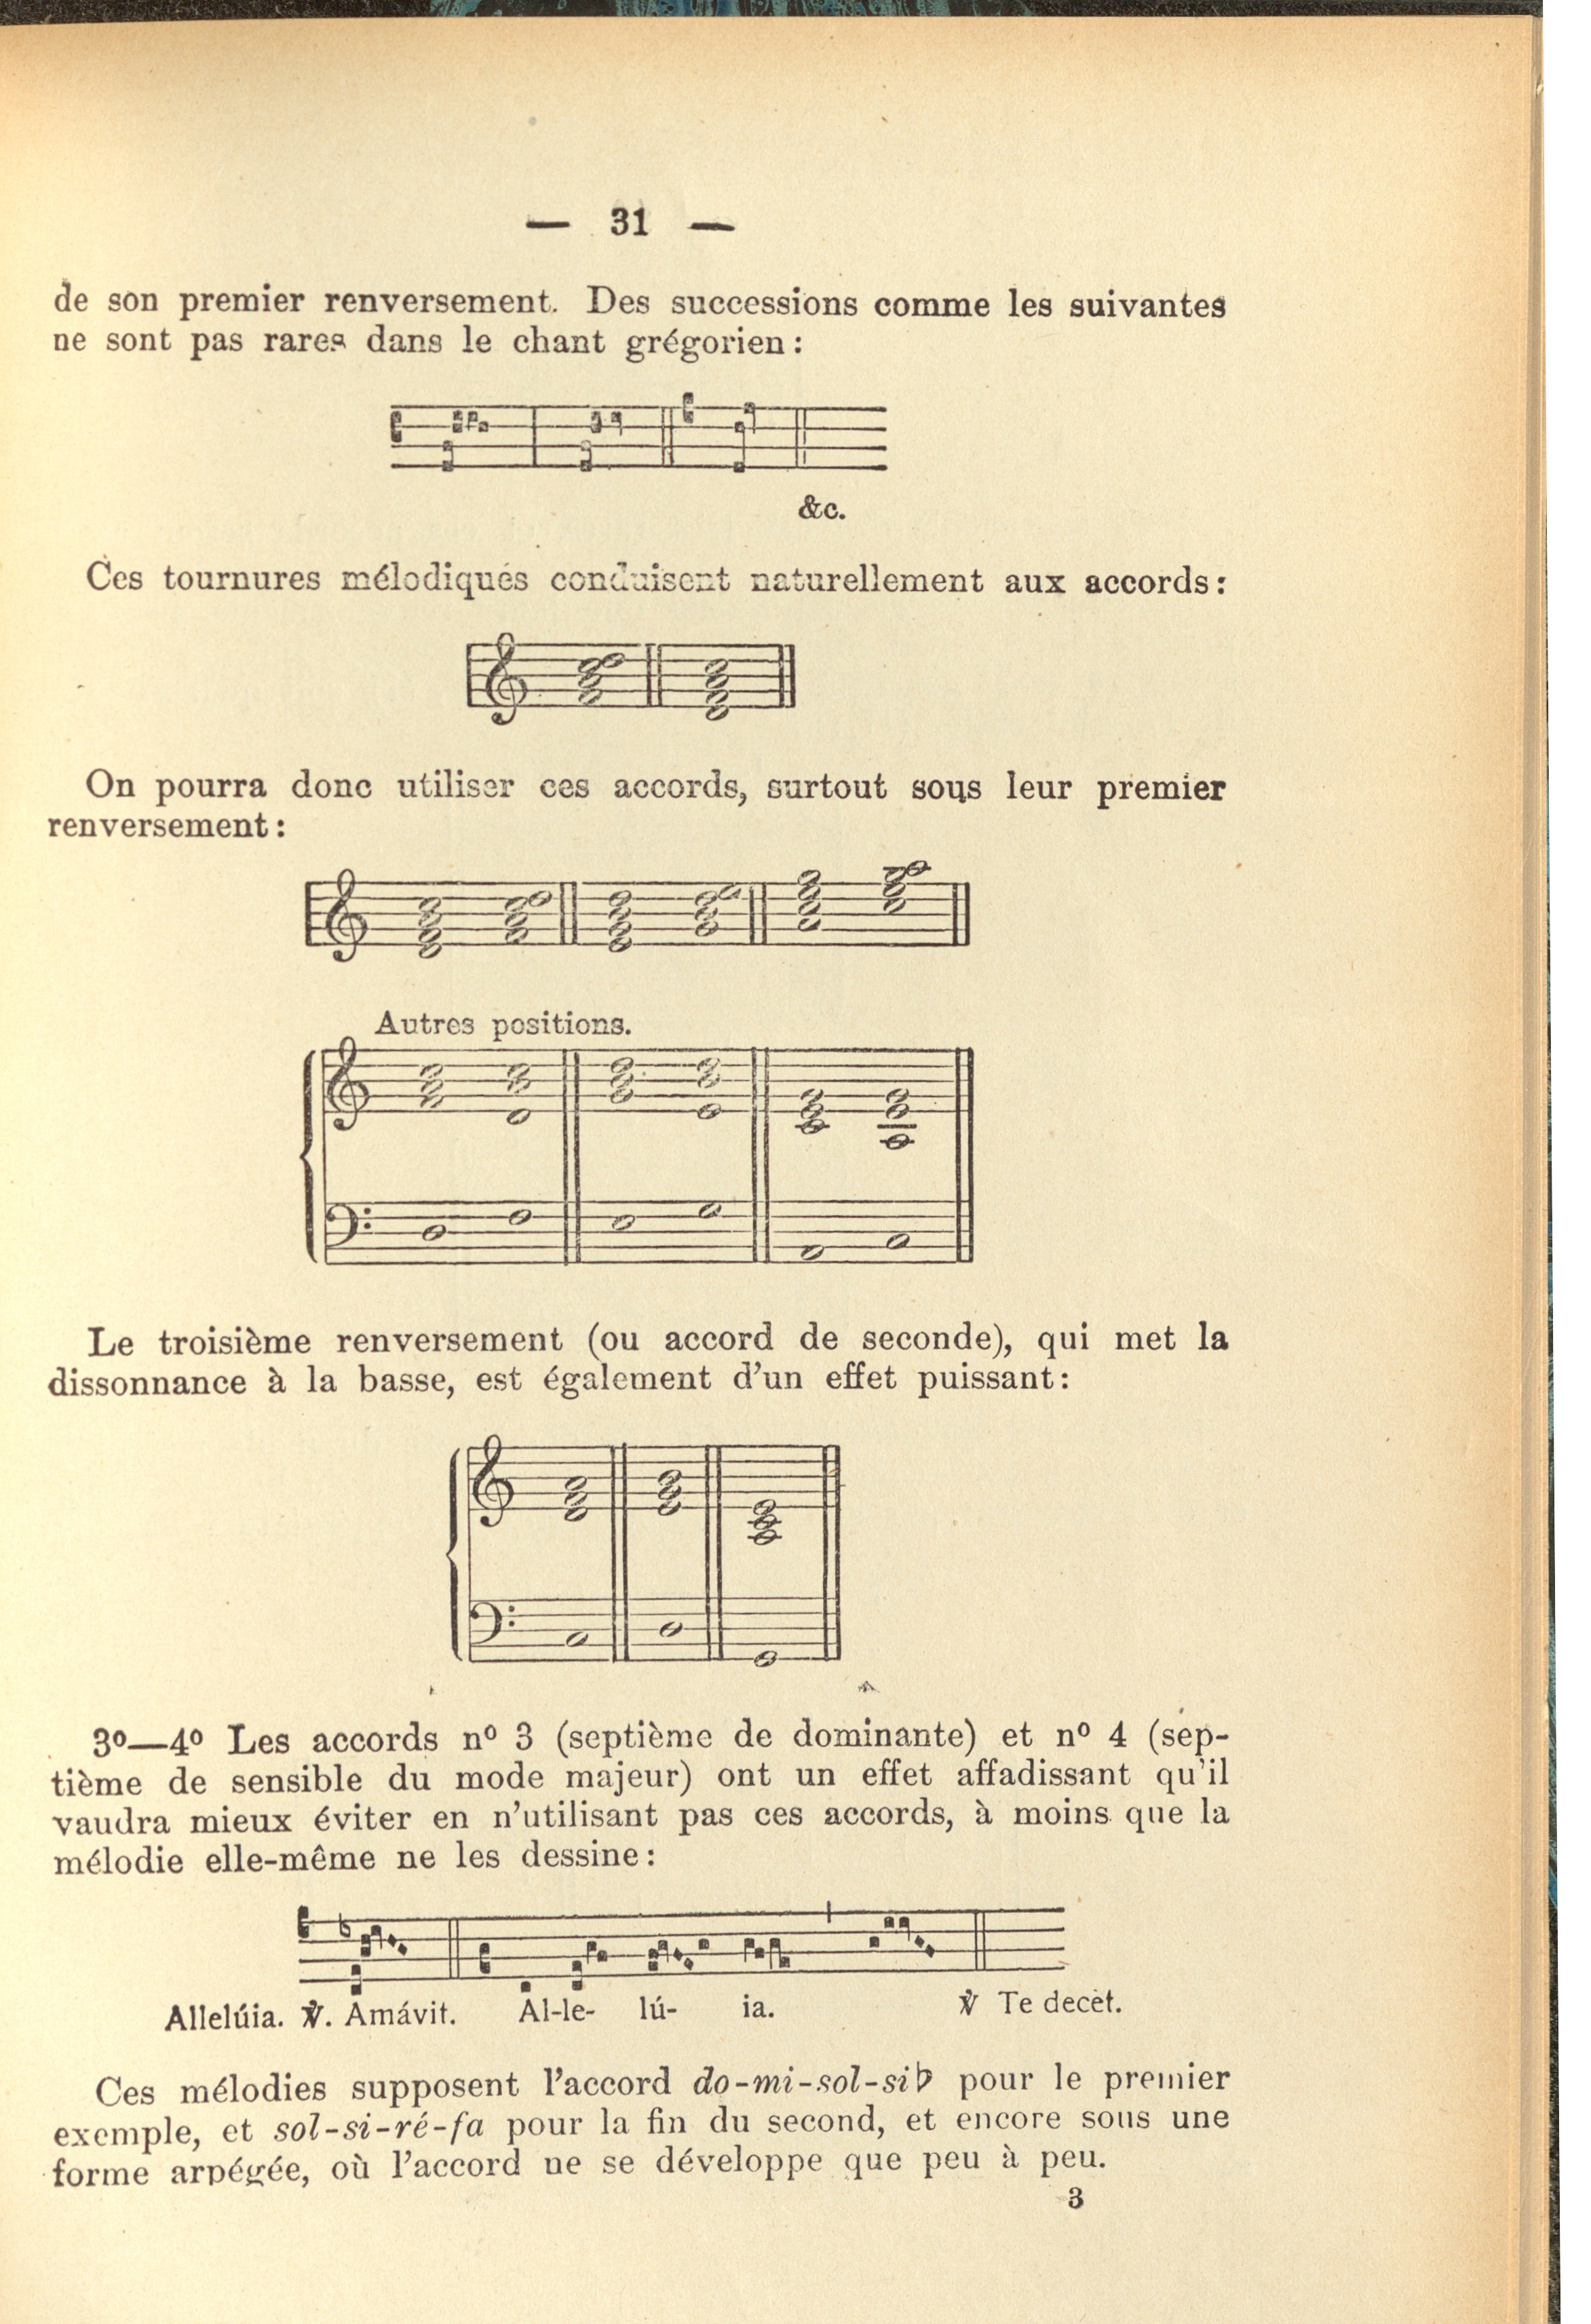 — 31 —
de son premier renversement. Des successions comme les suivantes
ne sont pas rares dans le chant grégorien :
&c.
Ces tournures mélodiques conduisent naturellement aux accords :
On pourra donc utiliser ces accords, surtout sous leur premier
renversement :
Autres positions.
Le troisième renversement (ou accord de seconde), qui met la
dissonnance à la basse, est également d'un effet puissant :
3º—4º Les accords nº 3 (septième de dominante) et nº 4 (sep-
tième de sensible du mode majeur) ont un effet affadissant qu'il
vaudra mieux éviter en n'utilisant pas ces accords, à moins que la
mélodie elle-même ne les dessine :
Allelúia. ℣. Amávit. Al-le- lú- ia. ℣ Te decet.
Ces mélodies supposent l'accord do-mi-sol-si♭ pour le premier
exemple, et sol-si-ré-fa pour la fin du second, et encore sous une
forme arpégée, où l'accord ne se développe que peu à peu.
3